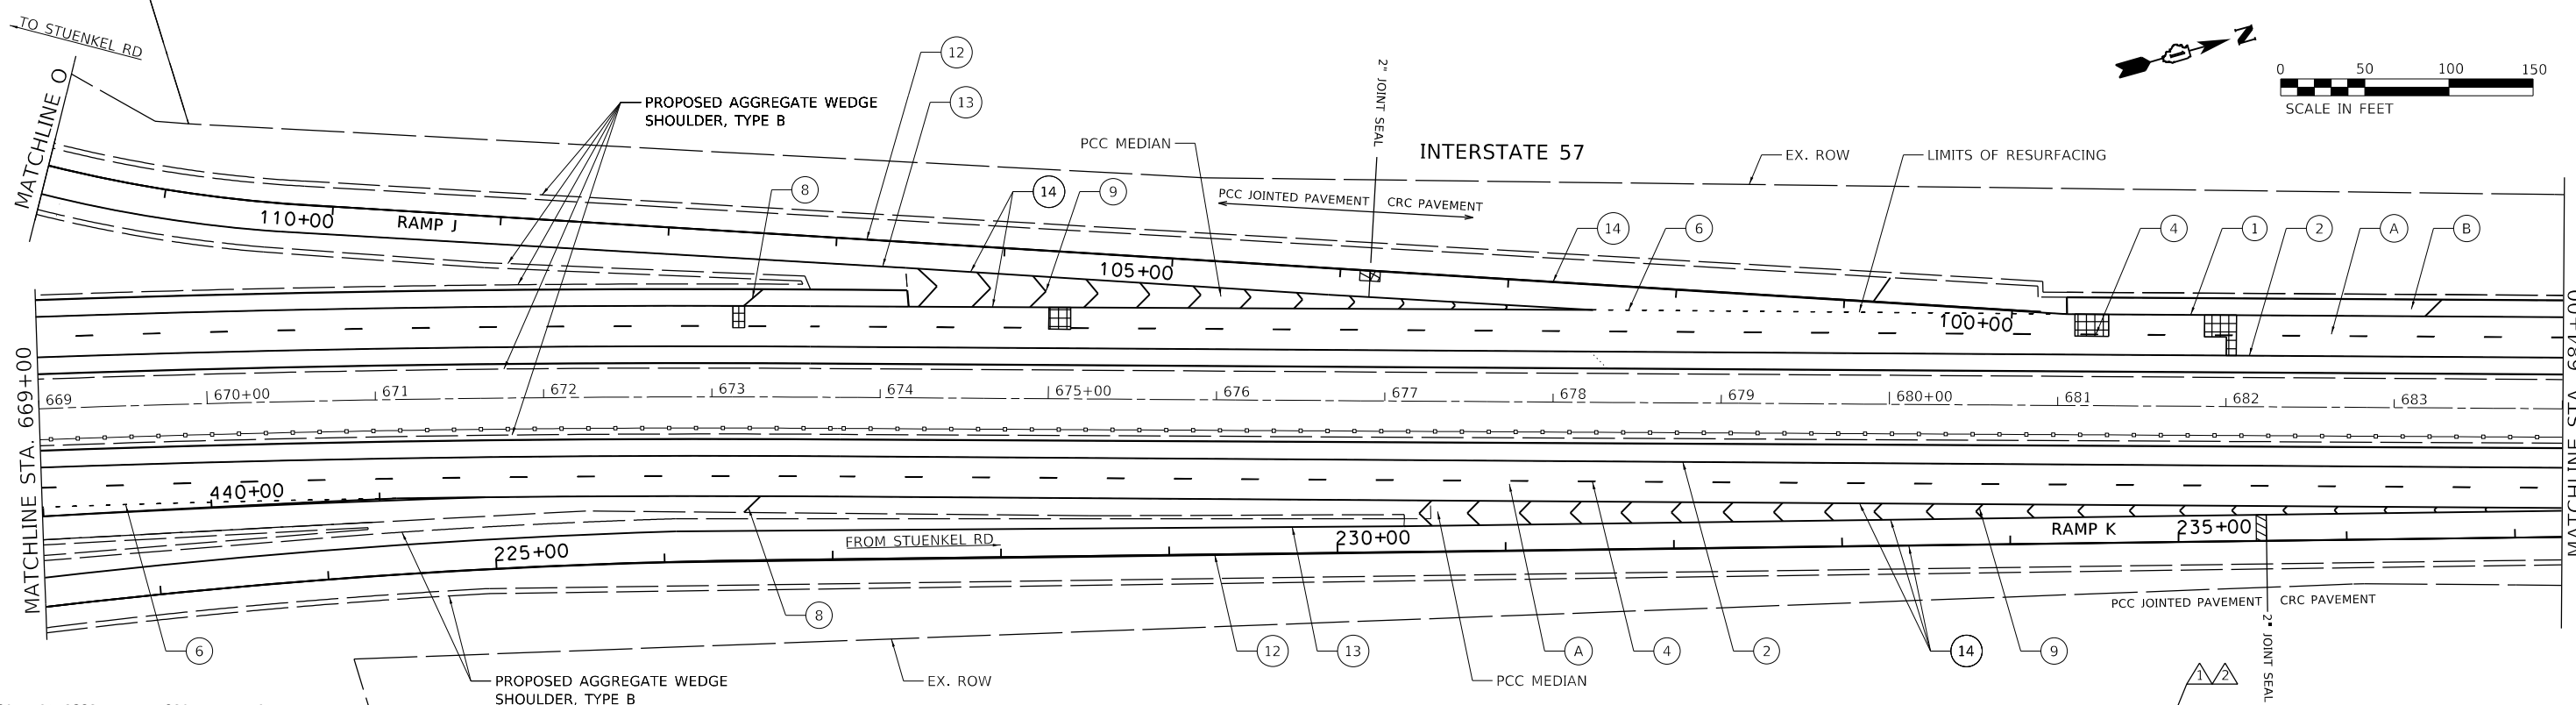 TO STUENKEL RD
MATCHLINE O
12
13
PROPOSED AGGREGATE WEDGE
SHOULDER, TYPE B
2" JOINT SEAL
N
0 50 100 150
SCALE IN FEET
PCC MEDIAN
INTERSTATE 57
EX. ROW
LIMITS OF RESURFACING
8
14
9
PCC JOINTED PAVEMENT
CRC PAVEMENT
14
6
4
1
2
A
B
110+00
RAMP J
105+00
100+00
MATCHLINE STA. 669+00
669
670+00
671
672
673
674
675+00
676
677
678
679
680+00
681
682
683
MATCHLINE STA. 684+00
440+00
225+00
FROM STUENKEL RD
230+00
RAMP K
235+00
PCC JOINTED PAVEMENT
CRC PAVEMENT
6
8
12
13
A
4
2
14
9
2" JOINT SEAL
PROPOSED AGGREGATE WEDGE
SHOULDER, TYPE B
EX. ROW
PCC MEDIAN
1
2